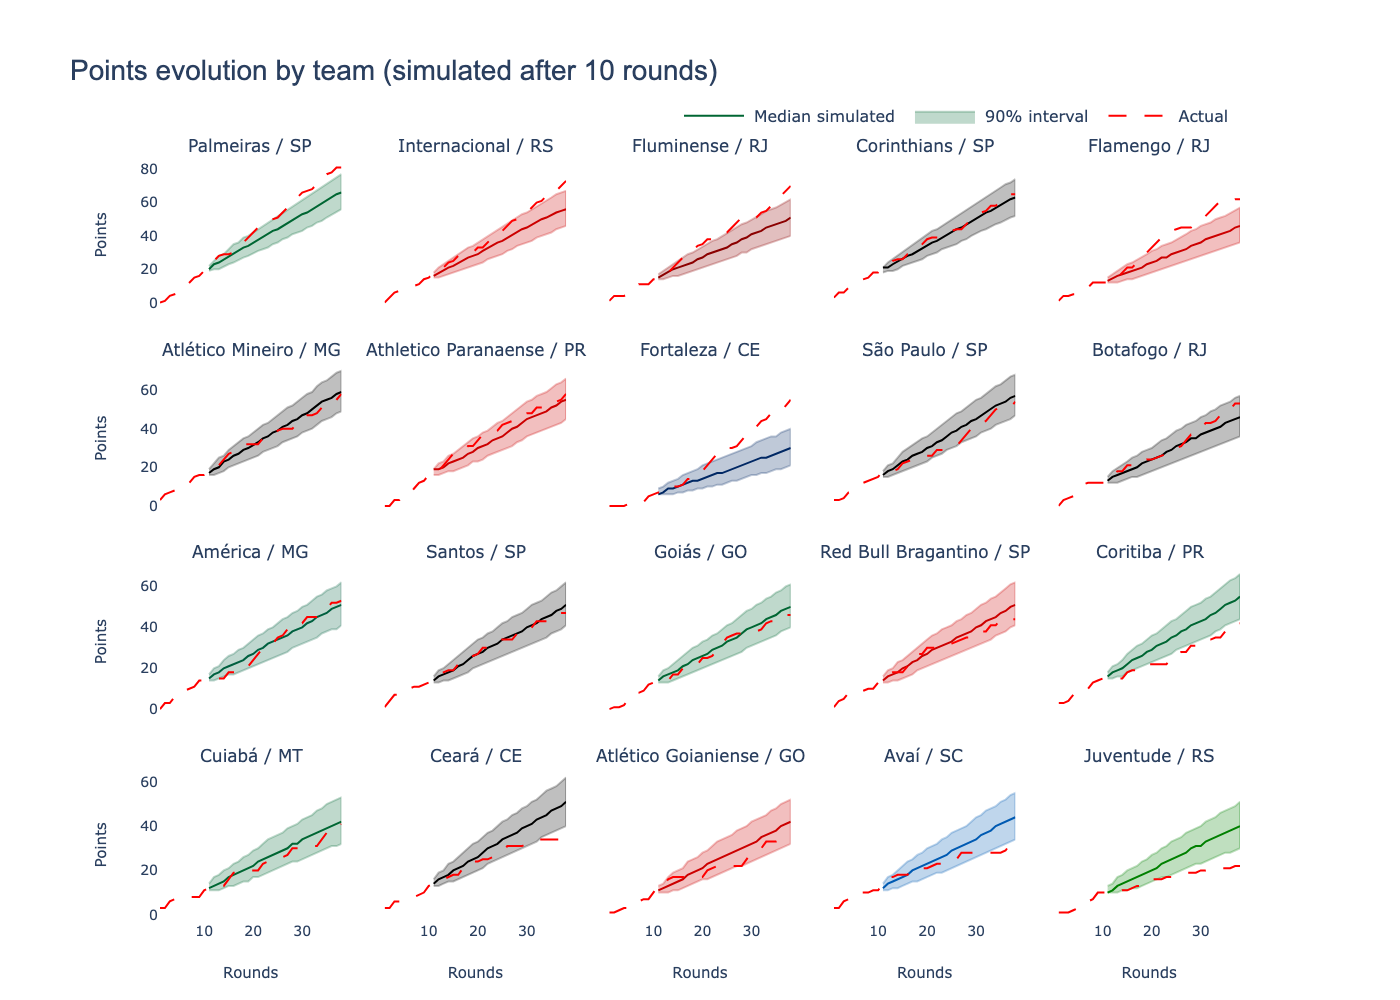 Points evolution by team (simulated after 10 rounds)
Median simulated 90% interval Actual
Palmeiras / SP Internacional / RS Fluminense / RJ Corinthians / SP Flamengo / RJ
80
60
40
20
0
Points
Atlético Mineiro / MG Athletico Paranaense / PR Fortaleza / CE São Paulo / SP Botafogo / RJ
60
40
20
0
Points
América / MG Santos / SP Goiás / GO Red Bull Bragantino / SP Coritiba / PR
60
40
20
0
Points
Cuiabá / MT Ceará / CE Atlético Goianiense / GO Avaí / SC Juventude / RS
60
40
20
0
Points
10 20 30 10 20 30 10 20 30 10 20 30 10 20 30
Rounds Rounds Rounds Rounds Rounds